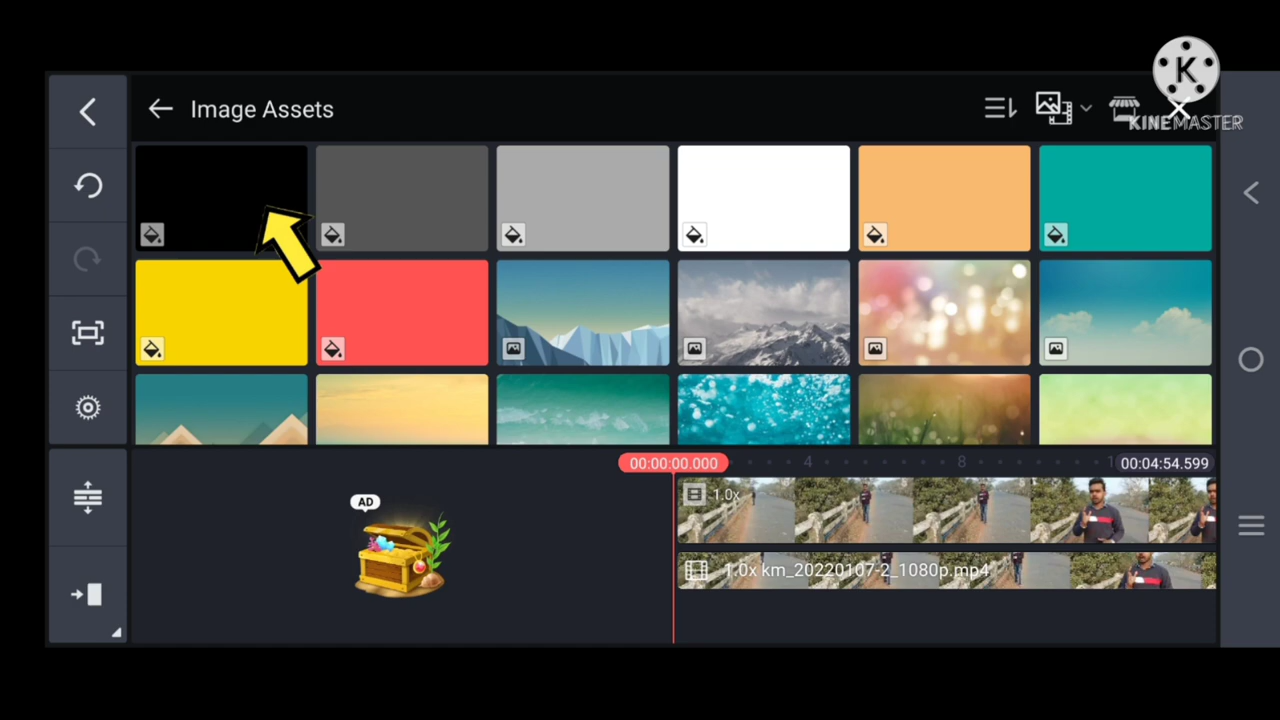 Image Assets
K
KINEMASTER
00:00:00.000
4
8
1
00:04:54.599
AD
1.0x
1.0x km_20220107-2_1080p.mp4